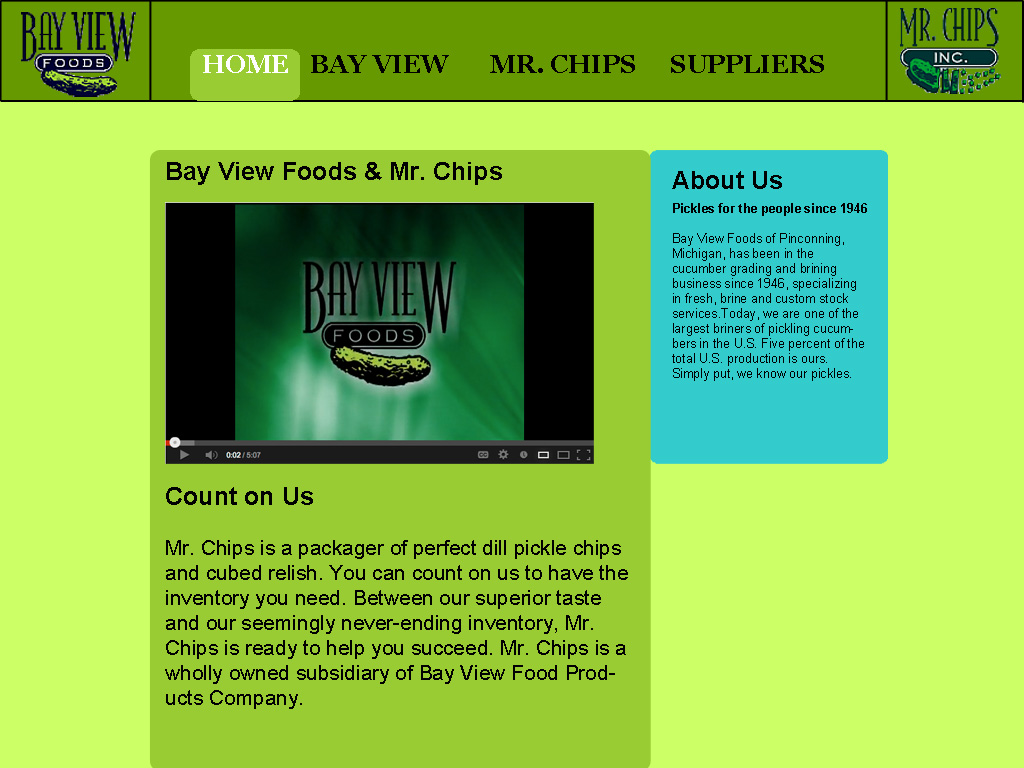 BAY VIEW
FOODS
HOME BAY VIEW MR. CHIPS SUPPLIERS
MR. CHIPS
INC.
Bay View Foods & Mr. Chips
BAY VIEW
FOODS
0:02 / 5:07
CC
Count on Us
Mr. Chips is a packager of perfect dill pickle chips
and cubed relish. You can count on us to have the
inventory you need. Between our superior taste
and our seemingly never-ending inventory, Mr.
Chips is ready to help you succeed. Mr. Chips is a
wholly owned subsidiary of Bay View Food Prod-
ucts Company.
About Us
Pickles for the people since 1946
Bay View Foods of Pinconning,
Michigan, has been in the
cucumber grading and brining
business since 1946, specializing
in fresh, brine and custom stock
services.Today, we are one of the
largest briners of pickling cucum-
bers in the U.S. Five percent of the
total U.S. production is ours.
Simply put, we know our pickles.